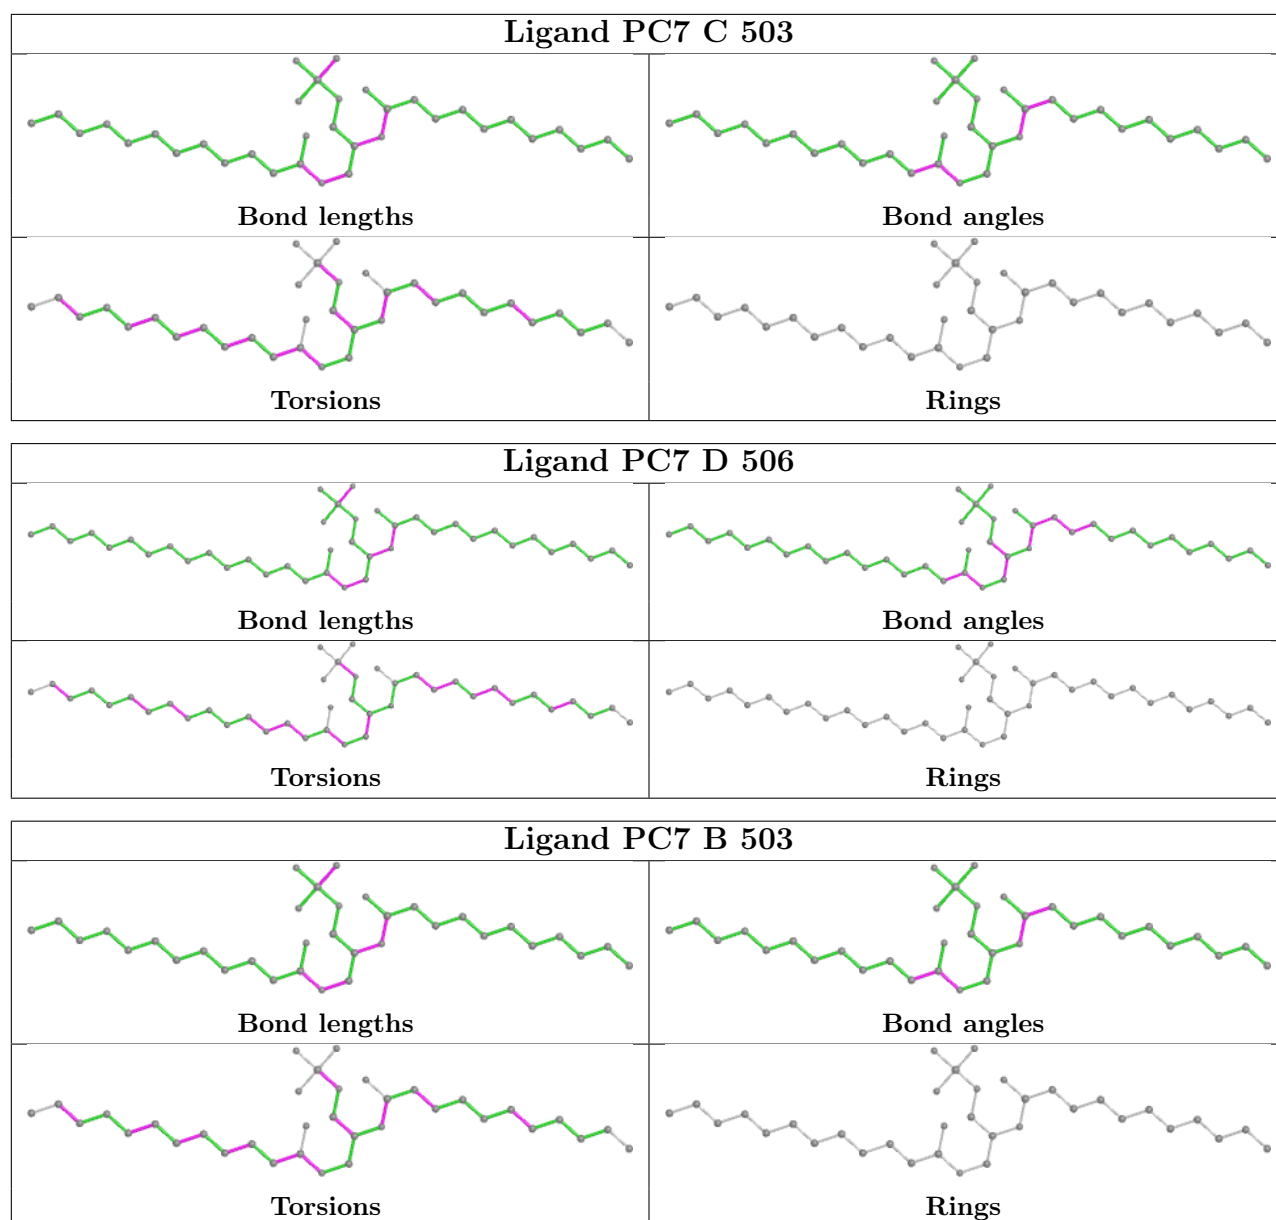 Ligand PC7 C 503
Bond lengths
Bond angles
Torsions
Rings
Ligand PC7 D 506
Bond lengths
Bond angles
Torsions
Rings
Ligand PC7 B 503
Bond lengths
Bond angles
Torsions
Rings